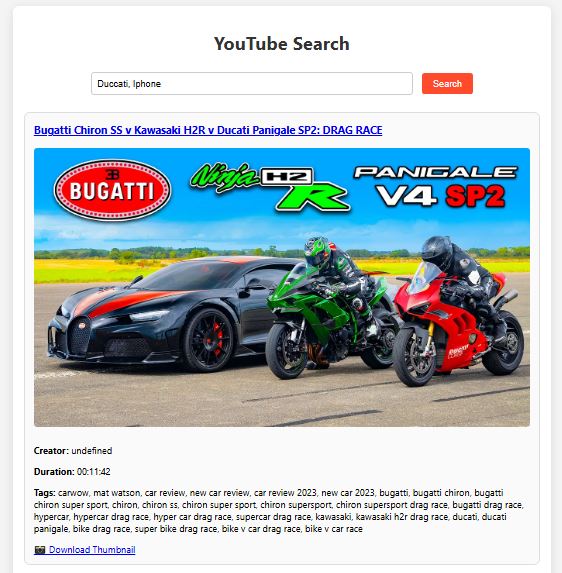 YouTube Search
Duccati, Iphone
Search
Bugatti Chiron SS v Kawasaki H2R v Ducati Panigale SP2: DRAG RACE
BUGATTI
Ninja H2 R
PANIGALE
V4 SP2
Creator: undefined
Duration: 00:11:42
Tags: carwow, mat watson, car review, new car review, car review 2023, new car 2023, bugatti, bugatti chiron, bugatti
chiron super sport, chiron, chiron ss, chiron super sport, chiron supersport, chiron supersport drag race, bugatti drag race,
hypercar, hypercar drag race, hyper car drag race, supercar drag race, kawasaki, kawasaki h2r drag race, ducati, ducati
panigale, bike drag race, super bike drag race, bike v car drag race, bike v car race
Download Thumbnail